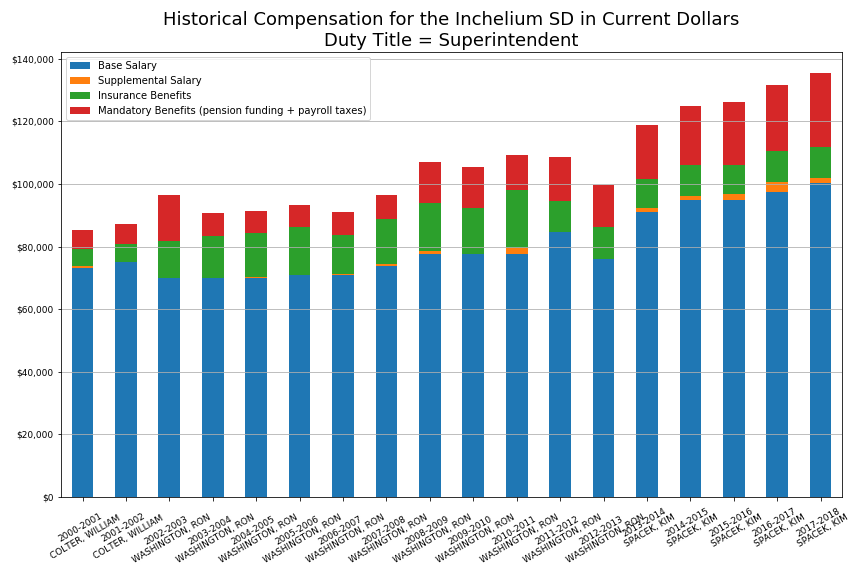 Historical Compensation for the Inchelium SD in Current Dollars
Duty Title = Superintendent
Base Salary
Supplemental Salary
Insurance Benefits
Mandatory Benefits (pension funding + payroll taxes)
$140,000
$120,000
$100,000
$80,000
$60,000
$40,000
$20,000
$0
2000-2001
COLTER, WILLIAM
2001-2002
COLTER, WILLIAM
2002-2003
WASHINGTON, RON
2003-2004
WASHINGTON, RON
2004-2005
WASHINGTON, RON
2005-2006
WASHINGTON, RON
2006-2007
WASHINGTON, RON
2007-2008
WASHINGTON, RON
2008-2009
WASHINGTON, RON
2009-2010
WASHINGTON, RON
2010-2011
WASHINGTON, RON
2011-2012
WASHINGTON, RON
2012-2013
WASHINGTON, RON
2013-2014
SPACEK, KIM
2014-2015
SPACEK, KIM
2015-2016
SPACEK, KIM
2016-2017
SPACEK, KIM
2017-2018
SPACEK, KIM